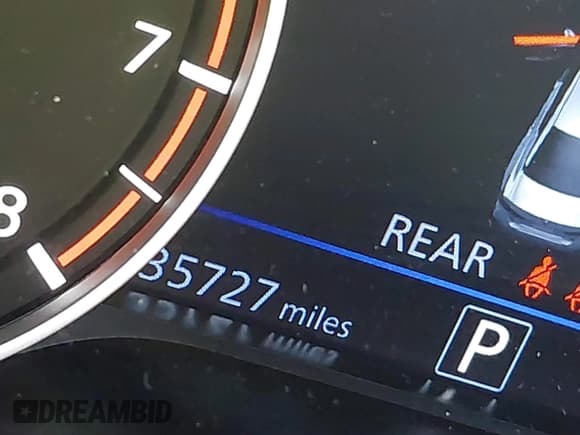 7
8
REAR
35727 miles
P
DREAMBID